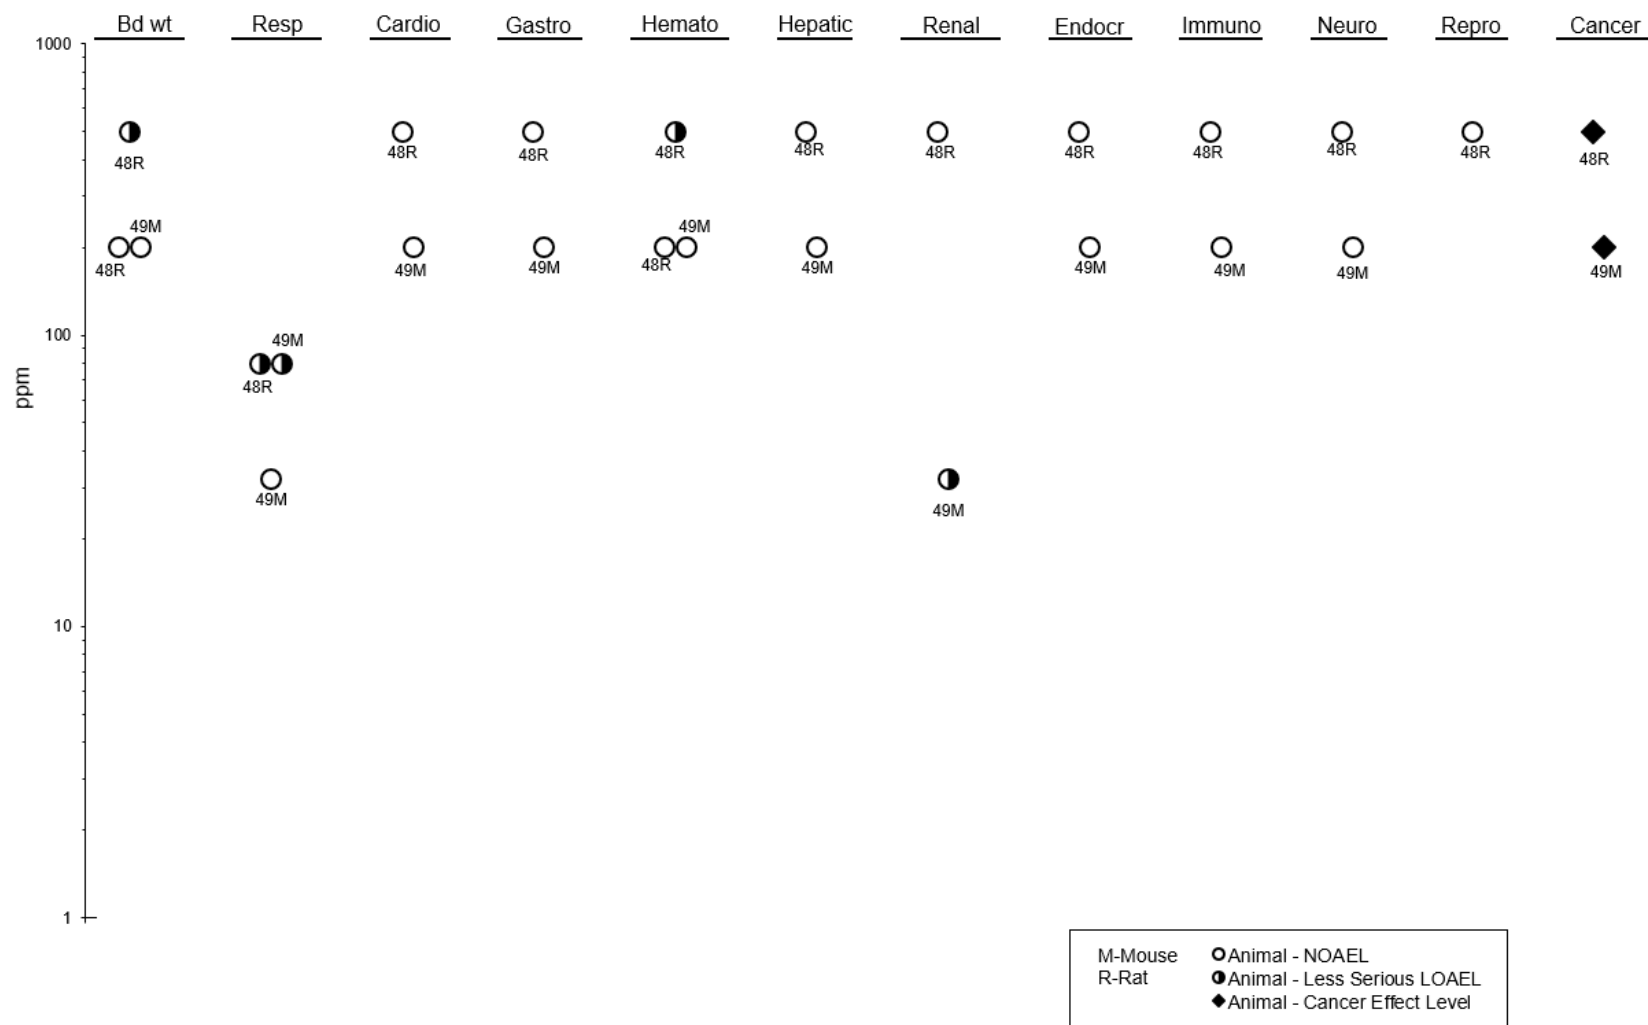 Bd wt Resp Cardio Gastro Hemato Hepatic Renal Endocr Immuno Neuro Repro Cancer
1000
48R 48R 48R 48R 48R 48R 48R 48R 48R 48R 48R
49M 49M
48R 49M 49M 48R 49M 49M 49M 49M 49M
100
49M
48R
ppm
49M 49M
10
1
M-Mouse Animal - NOAEL
R-Rat Animal - Less Serious LOAEL
Animal - Cancer Effect Level